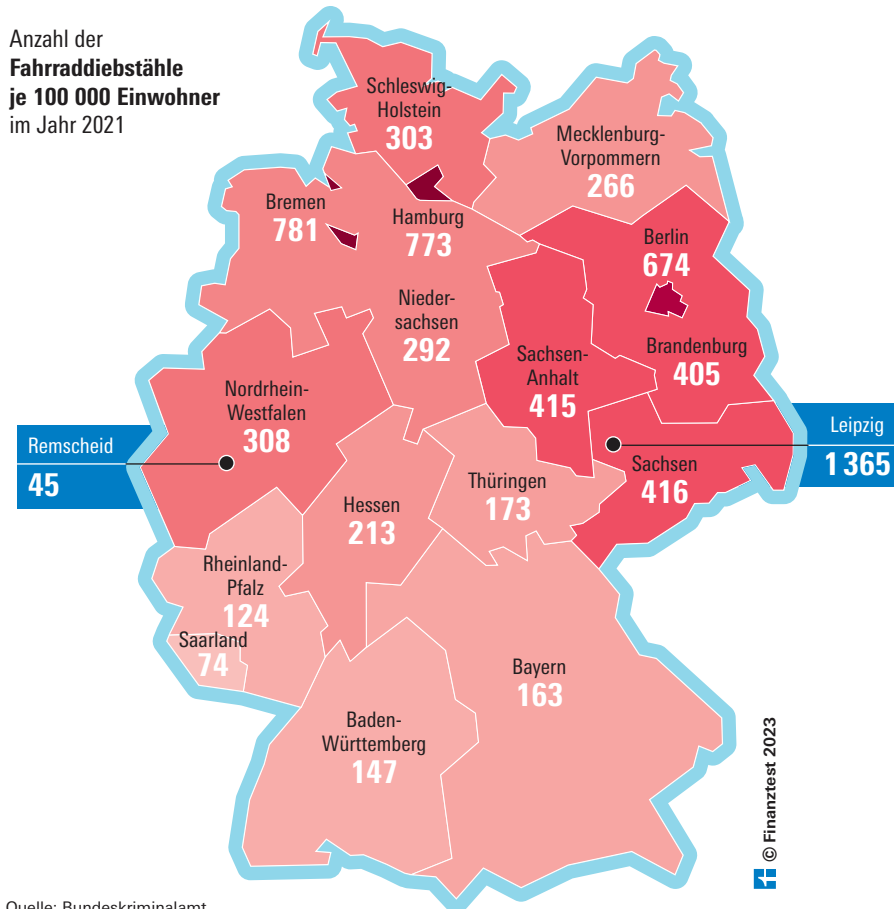 Anzahl der
Fahrraddiebstähle
je 100 000 Einwohner
im Jahr 2021
Schleswig-
Holstein
303
Mecklenburg-
Vorpommern
266
Bremen
781
Hamburg
773
Berlin
674
Nieder-
sachsen
292
Sachsen-
Anhalt
415
Brandenburg
405
Nordrhein-
Westfalen
308
Remscheid
45
Leipzig
1 365
Sachsen
416
Thüringen
173
Hessen
213
Rheinland-
Pfalz
124
Saarland
74
Bayern
163
Baden-
Württemberg
147
© Finanztest 2023
Quelle: Bundeskriminalamt